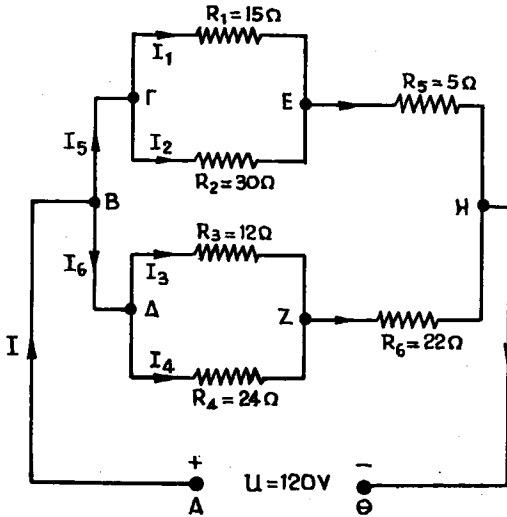 R₁=15Ω
I₁
Γ
E
R₅=5Ω
I₅
I₂
R₂=30Ω
B
H
I₆
R₃=12Ω
I₃
Δ
Z
I
I₄
R₆=22Ω
R₄=24Ω
+
U=120V
−
A
Θ